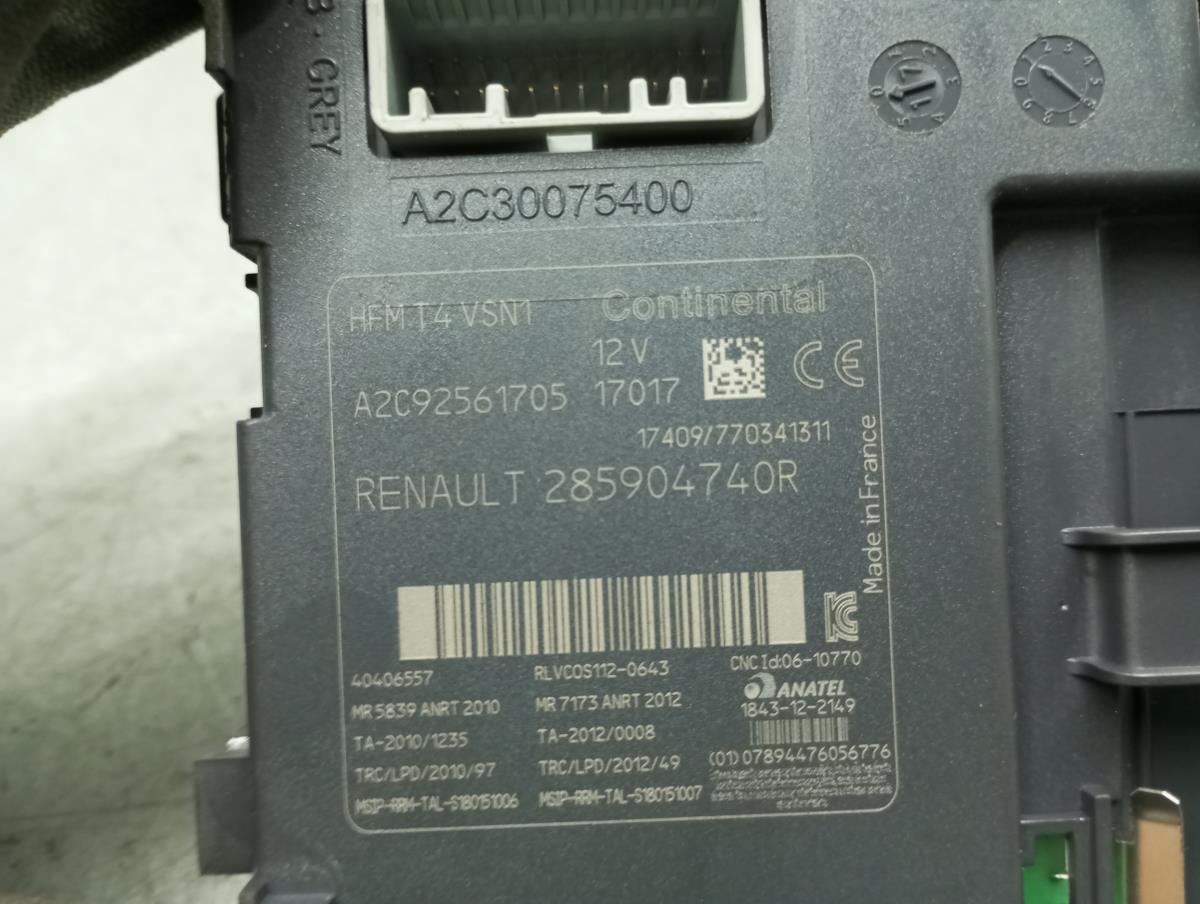 B - GREY
A2C30075400
HFM T4 VSN1 Continental
12 V
A2C92561705 17017
CE
17409/770341311
RENAULT 285904740R
Made in France
40406557 RLVCOS112-0643 CNC Id:06-10770
MR 5839 ANRT 2010 MR 7173 ANRT 2012 ANATEL
1843-12-2149
TA-2010/1235 TA-2012/0008
(01)07894476056776
TRC/LPD/2010/97 TRC/LPD/2012/49
MSIP-RRM-TAL-S180151006 MSIP-RRM-TAL-S180151007